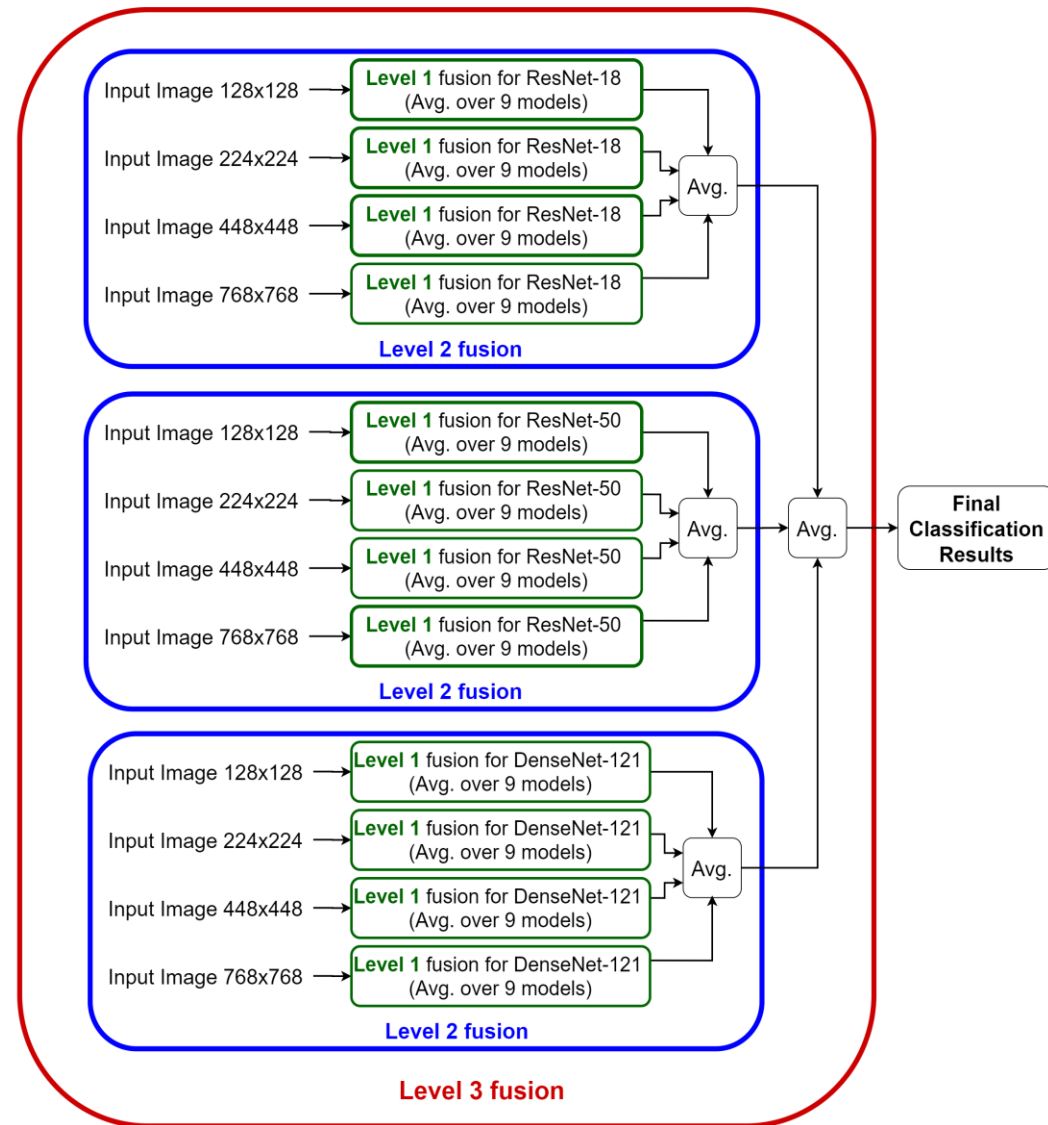 Input Image 128x128
Level 1 fusion for ResNet-18
(Avg. over 9 models)
Input Image 224x224
Level 1 fusion for ResNet-18
(Avg. over 9 models)
Input Image 448x448
Level 1 fusion for ResNet-18
(Avg. over 9 models)
Input Image 768x768
Level 1 fusion for ResNet-18
(Avg. over 9 models)
Avg.
Level 2 fusion
Input Image 128x128
Level 1 fusion for ResNet-50
(Avg. over 9 models)
Input Image 224x224
Level 1 fusion for ResNet-50
(Avg. over 9 models)
Input Image 448x448
Level 1 fusion for ResNet-50
(Avg. over 9 models)
Input Image 768x768
Level 1 fusion for ResNet-50
(Avg. over 9 models)
Avg.
Level 2 fusion
Input Image 128x128
Level 1 fusion for DenseNet-121
(Avg. over 9 models)
Input Image 224x224
Level 1 fusion for DenseNet-121
(Avg. over 9 models)
Input Image 448x448
Level 1 fusion for DenseNet-121
(Avg. over 9 models)
Input Image 768x768
Level 1 fusion for DenseNet-121
(Avg. over 9 models)
Avg.
Level 2 fusion
Avg.
Level 3 fusion
Final
Classification
Results